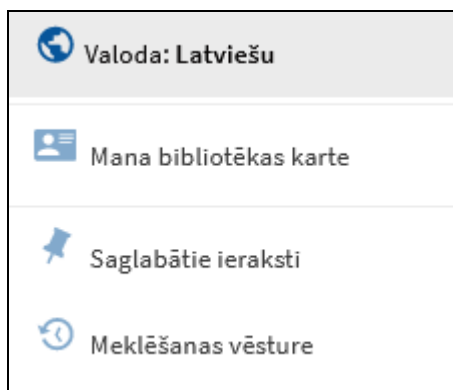 Valoda: Latviešu
Mana bibliotēkas karte
Saglabātie ieraksti
Meklēšanas vēsture